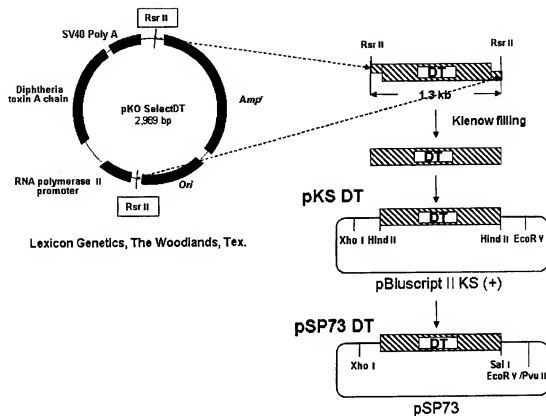 Rsr II
SV40 Poly A
Diphtheria
toxin A chain
pKO SelectDT
2,989 bp
Ampr
RNA polymerase II
promoter
Ori
Rsr II
Lexicon Genetics, The Woodlands, Tex.
Rsr II
Rsr II
DT
1.3 kb
Klenow filling
DT
pKS DT
DT
Xho I
Hind II
Hind II
EcoR V
pBluscript II KS (+)
pSP73 DT
DT
Xho I
Sal I
EcoR V/Pvu II
pSP73